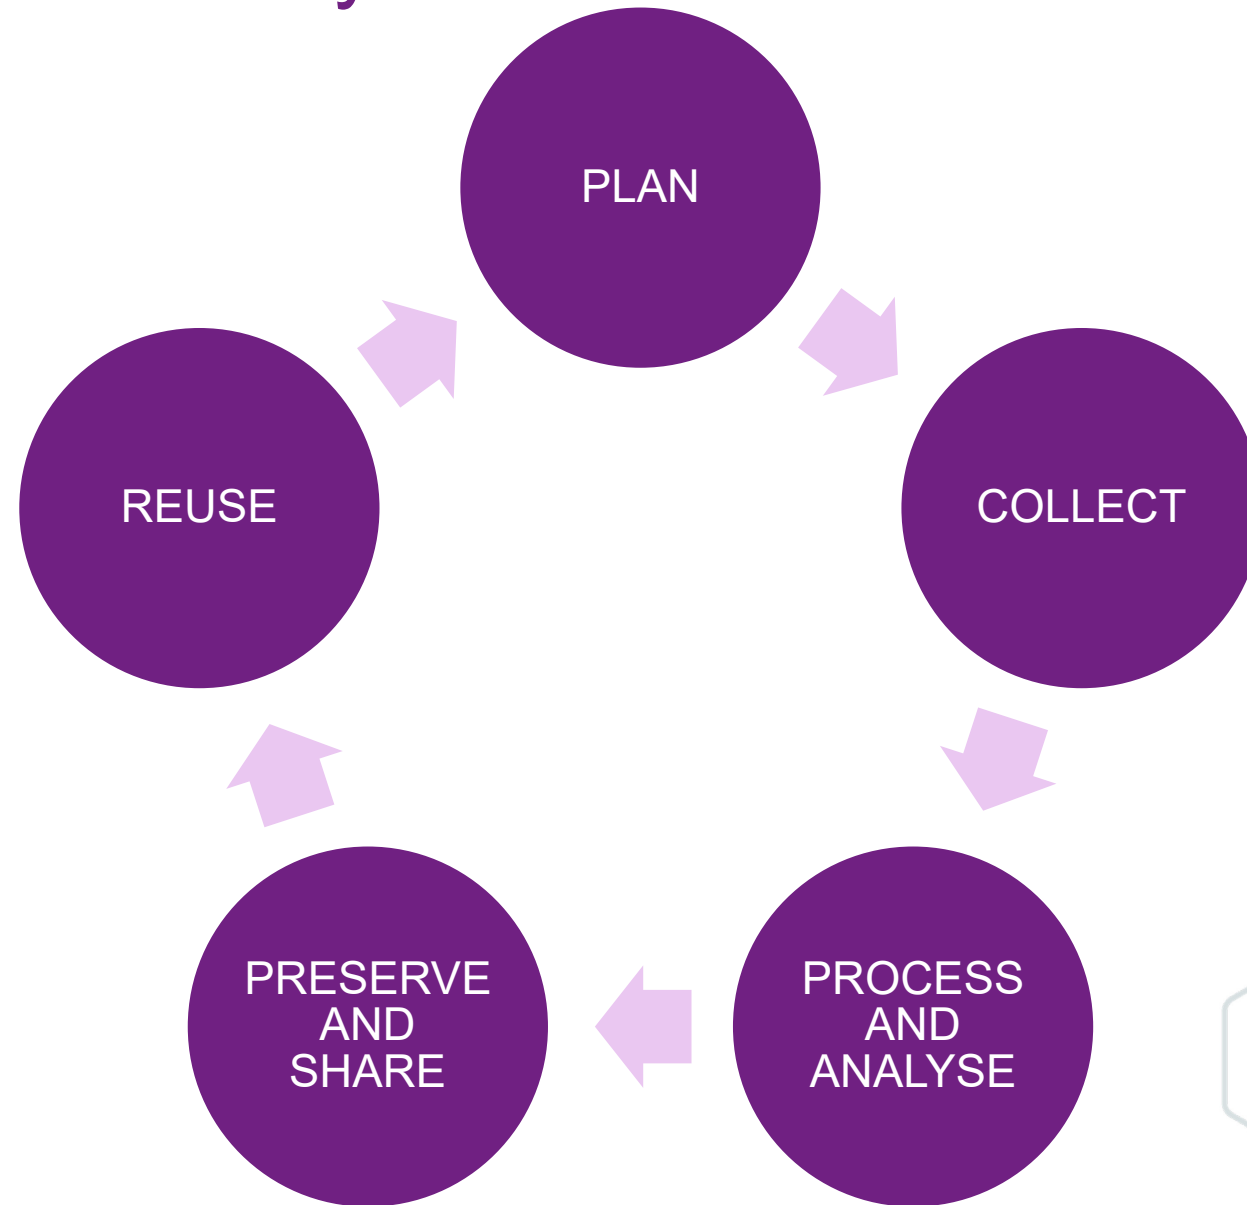 PLAN
COLLECT
PROCESS
AND
ANALYSE
PRESERVE
AND
SHARE
REUSE